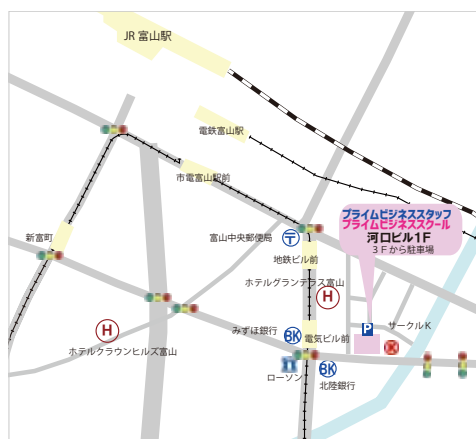 JR 富山駅
電鉄富山駅
市電富山駅前
新富町
富山中央郵便局
〒
プライムビジネススタッフ
プライムビジネススクール
河口ビル1F
3Fから駐車場
地鉄ビル前
ホテルグランテラス富山
H
H
ホテルクラウンヒルズ富山
みずほ銀行
BK
電気ビル前
P
サークルK
ローソン
BK
北陸銀行